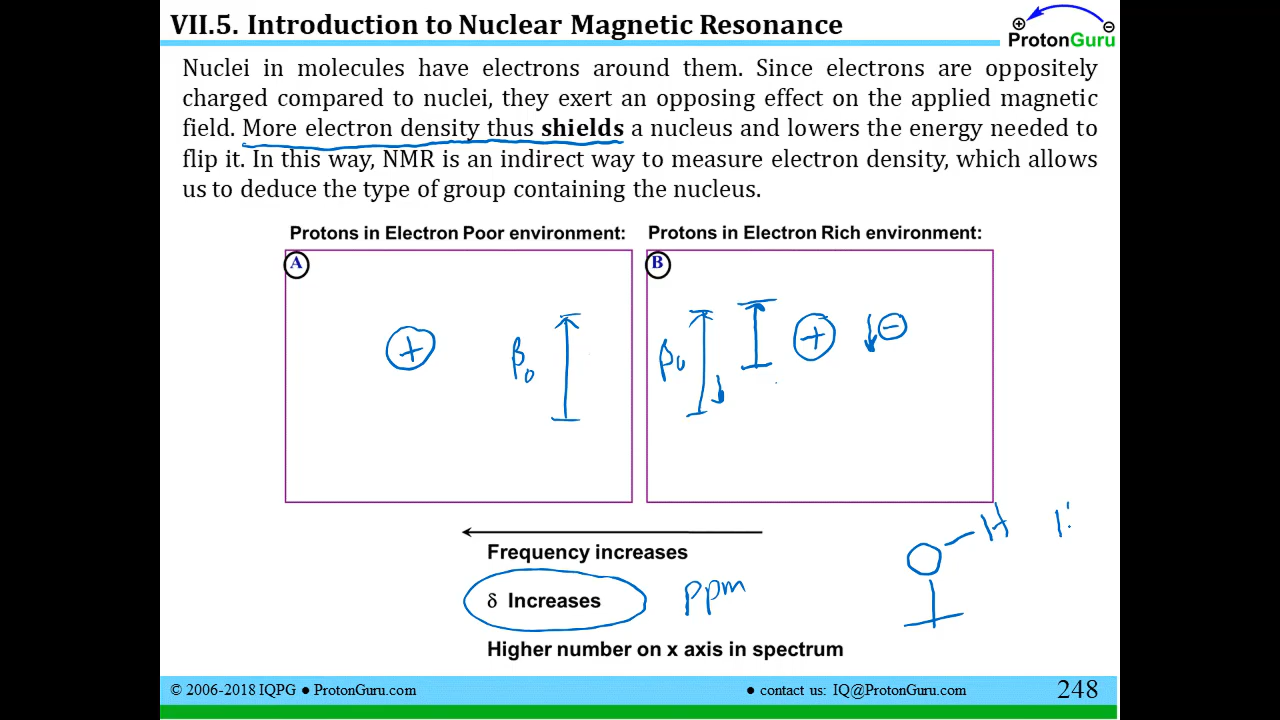 VII.5. Introduction to Nuclear Magnetic Resonance
⊕ ⊖
ProtonGuru
Nuclei in molecules have electrons around them. Since electrons are oppositely
charged compared to nuclei, they exert an opposing effect on the applied magnetic
field. More electron density thus shields a nucleus and lowers the energy needed to
flip it. In this way, NMR is an indirect way to measure electron density, which allows
us to deduce the type of group containing the nucleus.
Protons in Electron Poor environment:
A
+
β₀
Protons in Electron Rich environment:
B
β₀
+
−
Frequency increases
δ Increases
ppm
Higher number on x axis in spectrum
O–H
© 2006-2018 IQPG ● ProtonGuru.com
● contact us: IQ@ProtonGuru.com
248